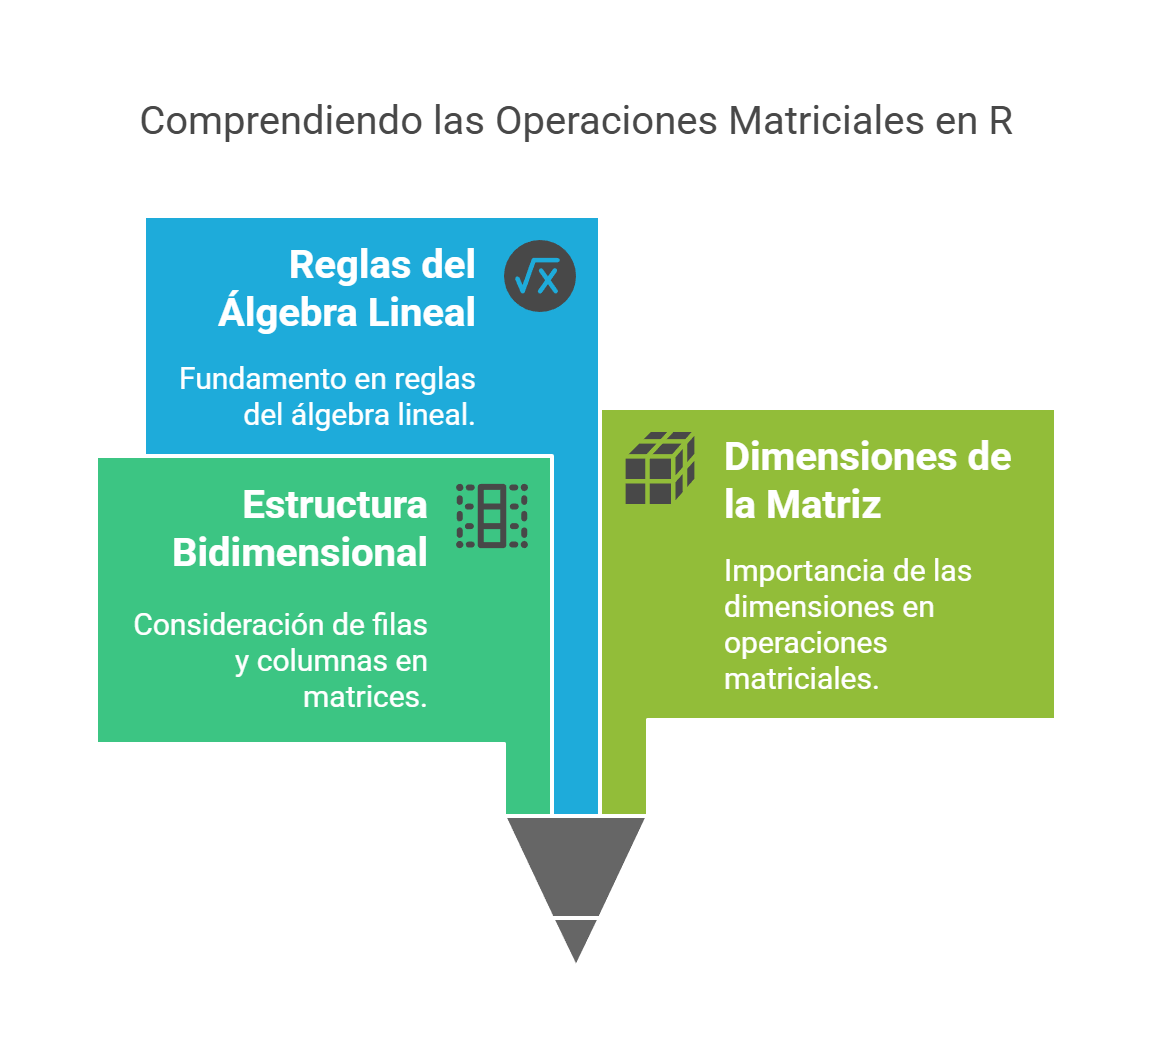 Comprendiendo las Operaciones Matriciales en R
Reglas del
Álgebra Lineal
Fundamento en reglas
del álgebra lineal.
Estructura
Bidimensional
Consideración de filas
y columnas en
matrices.
Dimensiones de
la Matriz
Importancia de las
dimensiones en
operaciones
matriciales.